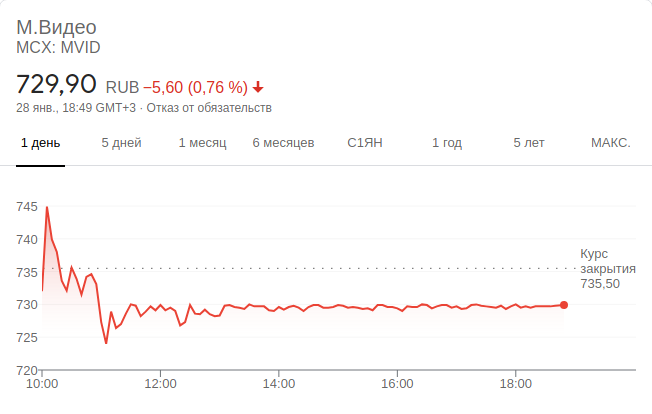 М.Видео
MCX: MVID
729,90 RUB −5,60 (0,76 %)
28 янв., 18:49 GMT+3 · Отказ от обязательств
1 день 5 дней 1 месяц 6 месяцев С1ЯН 1 год 5 лет МАКС.
745
740
735
730
725
720
Курс
закрытия
735,50
10:00 12:00 14:00 16:00 18:00